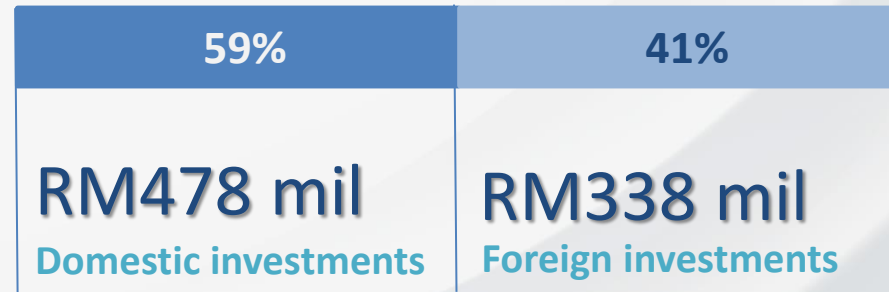 59%
41%
RM478 mil
Domestic investments
RM338 mil
Foreign investments